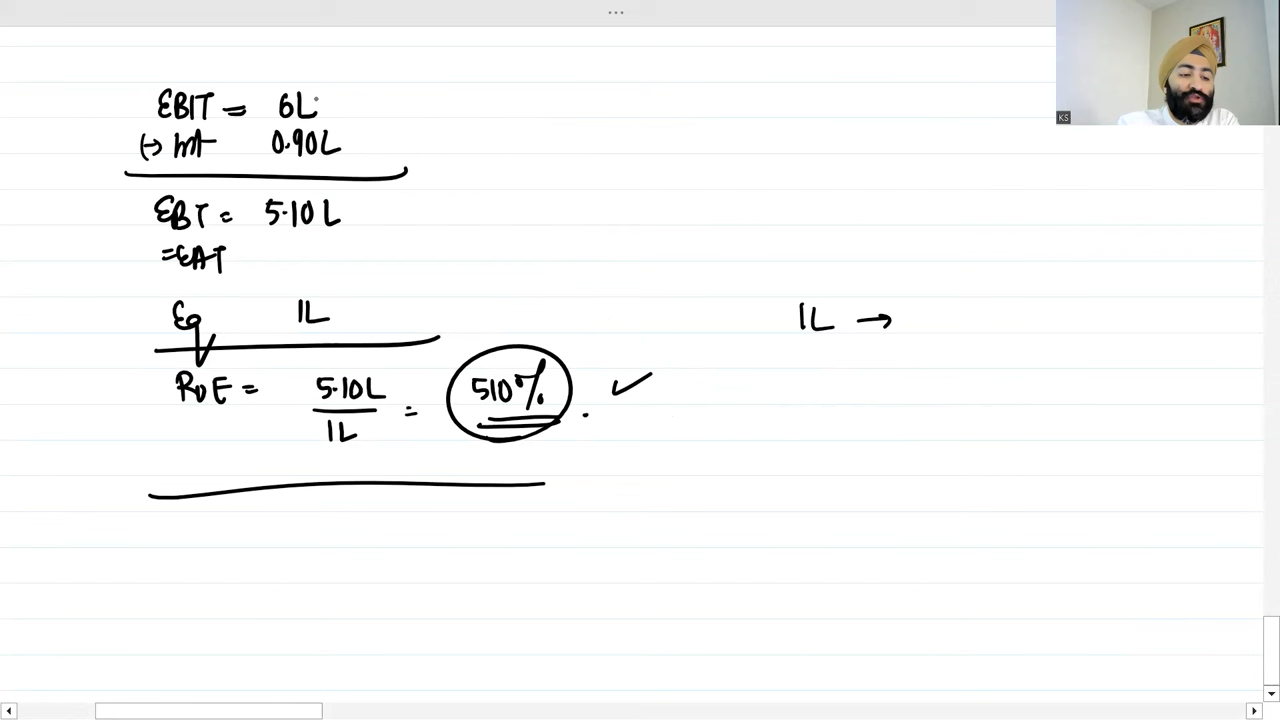 EBIT = 6L
(-) Int 0.90L
EBT = 5.10L
= EAT
Eq 1L
1L →
ROE = 5.10L / 1L = 510% . ✓
KS